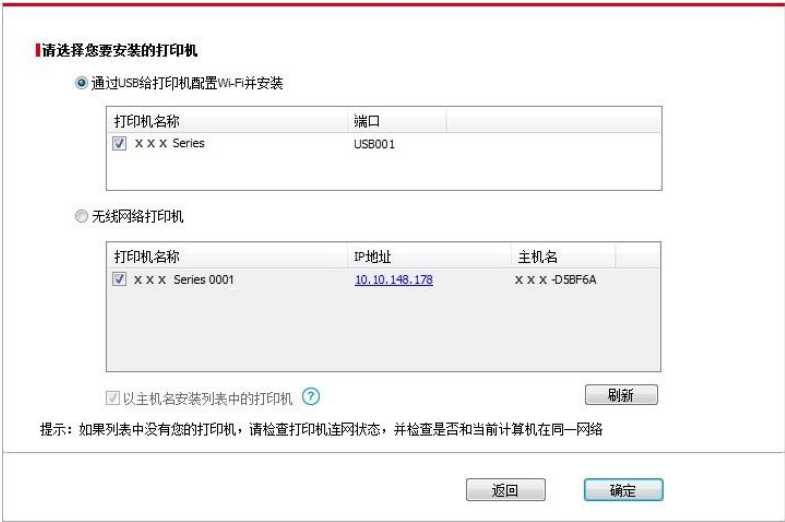 请选择您要安装的打印机
通过USB给打印机配置Wi-Fi并安装
打印机名称 端口
X X X Series USB001
无线网络打印机
打印机名称 IP地址 主机名
X X X Series 0001 10.10.148.178 X X X -D5BF6A
以主机名安装列表中的打印机 ?
刷新
提示：如果列表中没有您的打印机，请检查打印机连网状态，并检查是否和当前计算机在同一网络
返回 确定